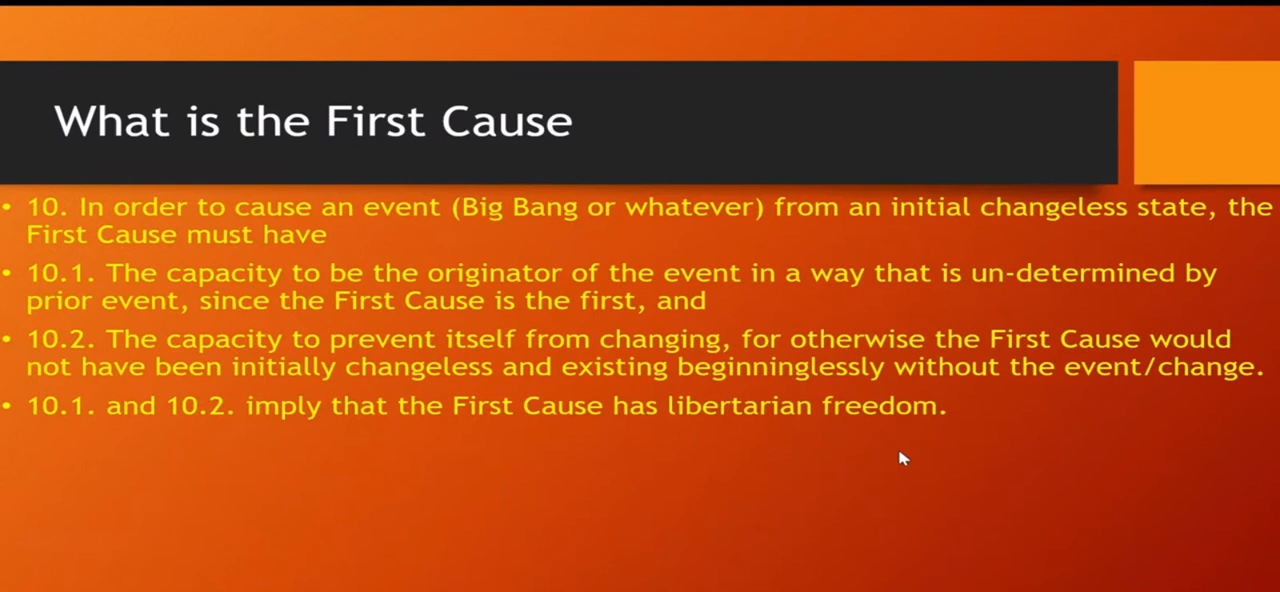 What is the First Cause
• 10. In order to cause an event (Big Bang or whatever) from an initial changeless state, the
First Cause must have
• 10.1. The capacity to be the originator of the event in a way that is un-determined by
prior event, since the First Cause is the first, and
• 10.2. The capacity to prevent itself from changing, for otherwise the First Cause would
not have been initially changeless and existing beginninglessly without the event/change.
• 10.1. and 10.2. imply that the First Cause has libertarian freedom.